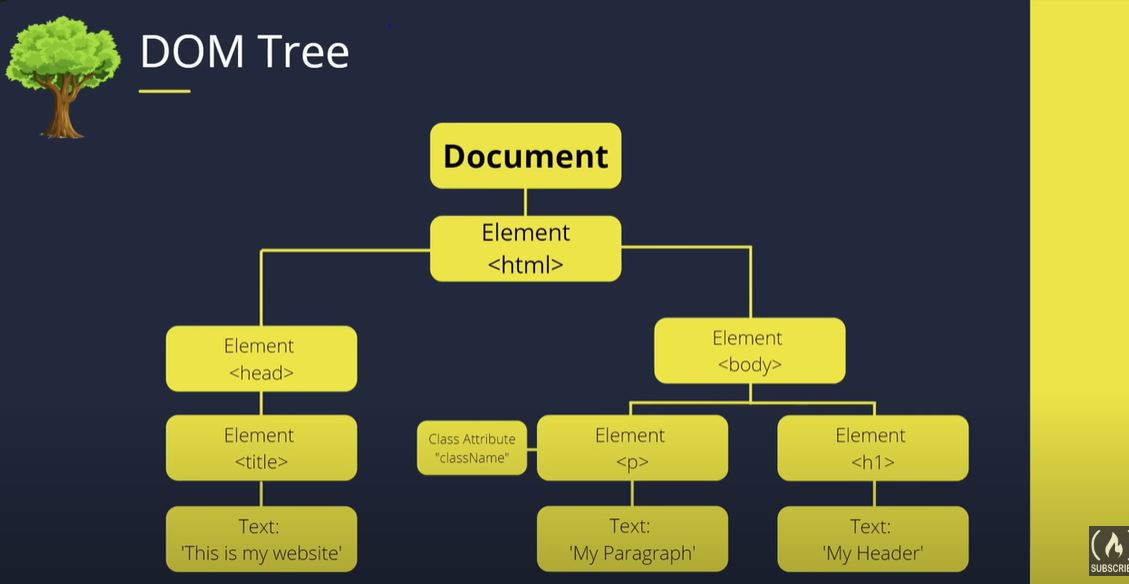 DOM Tree
Document
Element
<html>
Element
<head>
Element
<body>
Element
<title>
Class Attribute
"className"
Element
<p>
Element
<h1>
Text:
'This is my website'
Text:
'My Paragraph'
Text:
'My Header'